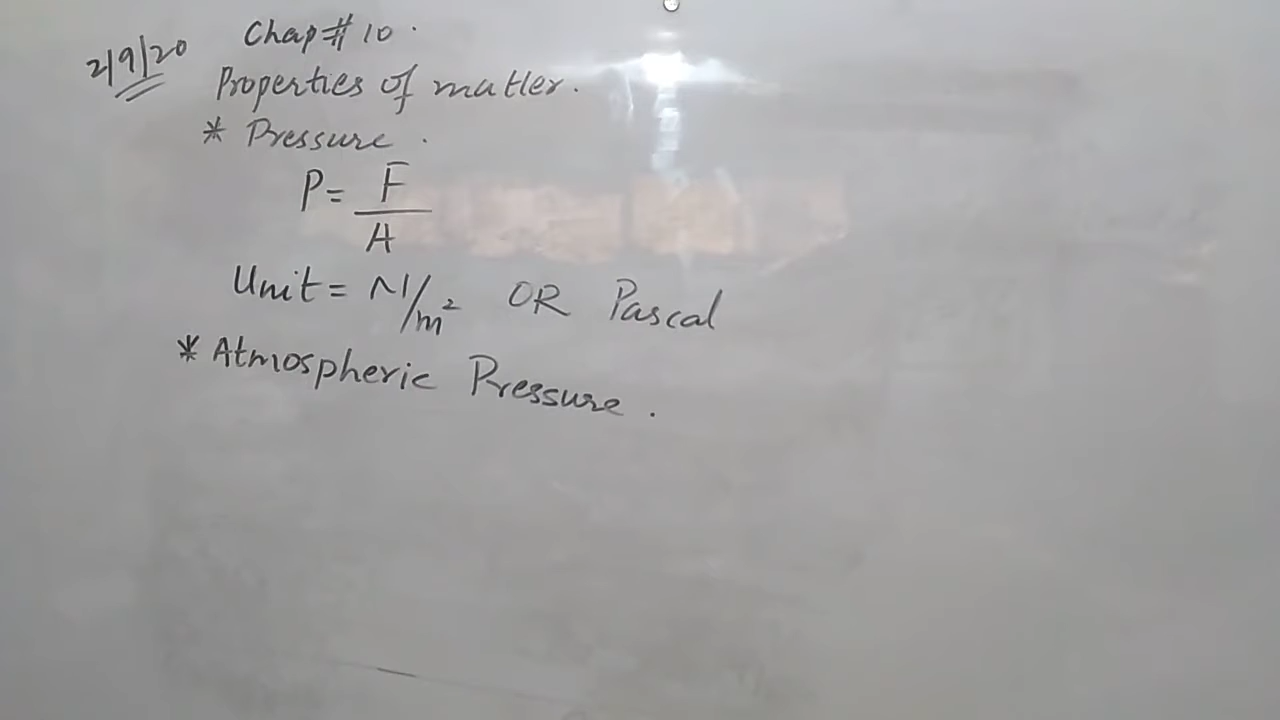 2/9/20 Chap # 10.
Properties of matter.
* Pressure.
P = F/A
Unit = N/m² OR Pascal
* Atmospheric Pressure.